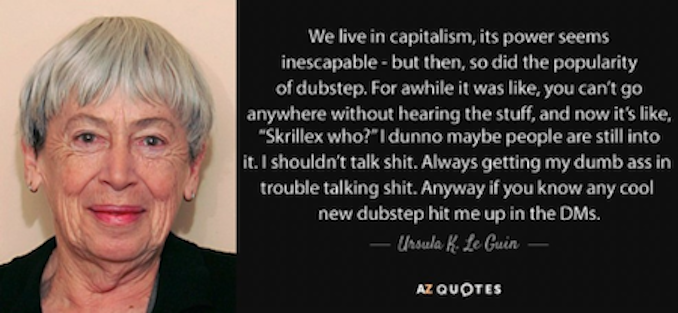 We live in capitalism, its power seems
inescapable - but then, so did the popularity
of dubstep. For awhile it was like, you can't go
anywhere without hearing the stuff, and now it's like,
"Skrillex who?" I dunno maybe people are still into
it. I shouldn't talk shit. Always getting my dumb ass in
trouble talking shit. Anyway if you know any cool
new dubstep hit me up in the DMs.
— Ursula K. Le Guin —
AZ QUOTES